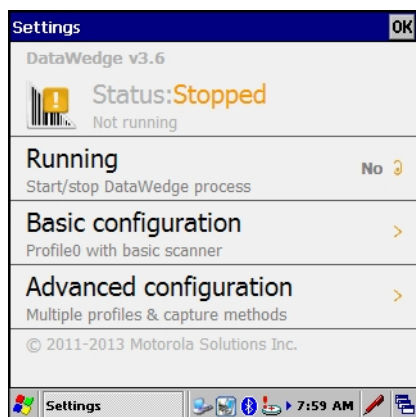 Settings OK
DataWedge v3.6
Status:Stopped
Not running
Running
No
Start/stop DataWedge process
Basic configuration
Profile0 with basic scanner
Advanced configuration
Multiple profiles & capture methods
© 2011-2013 Motorola Solutions Inc.
Settings 7:59 AM